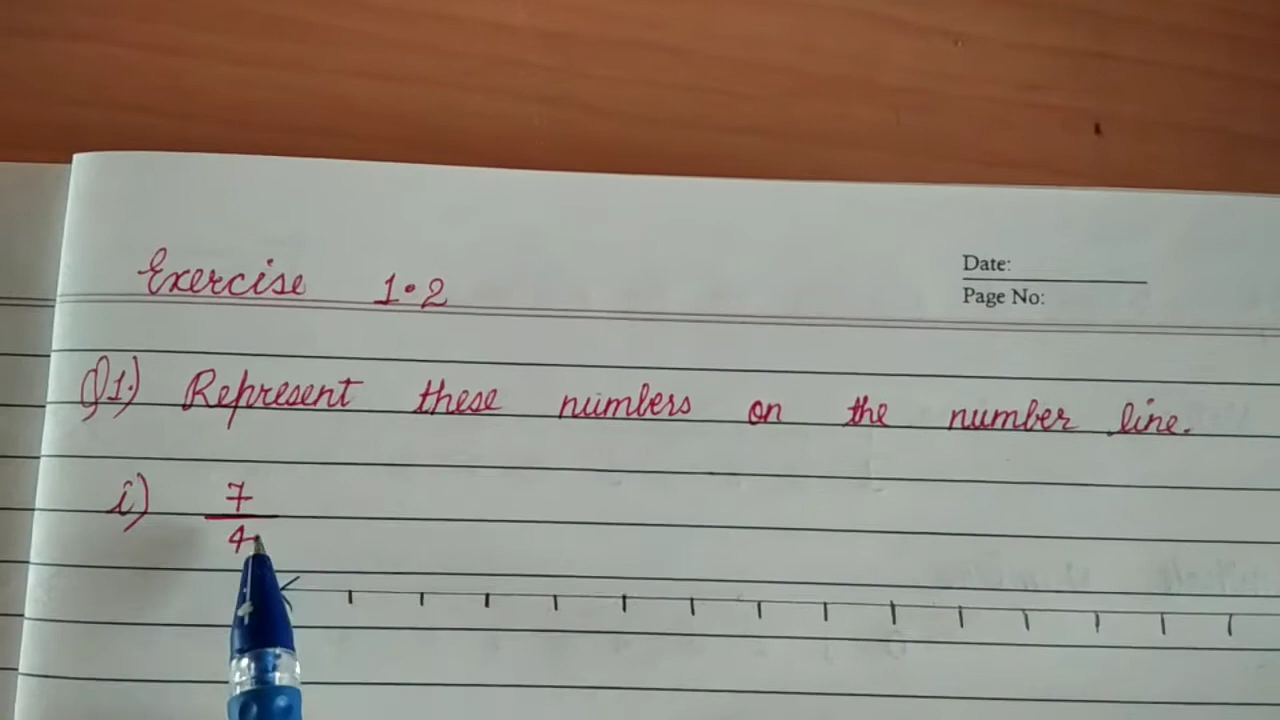 Date:
Exercise 1.2
Page No:
Q1.) Represent these numbers on the number line.
i) 7/4